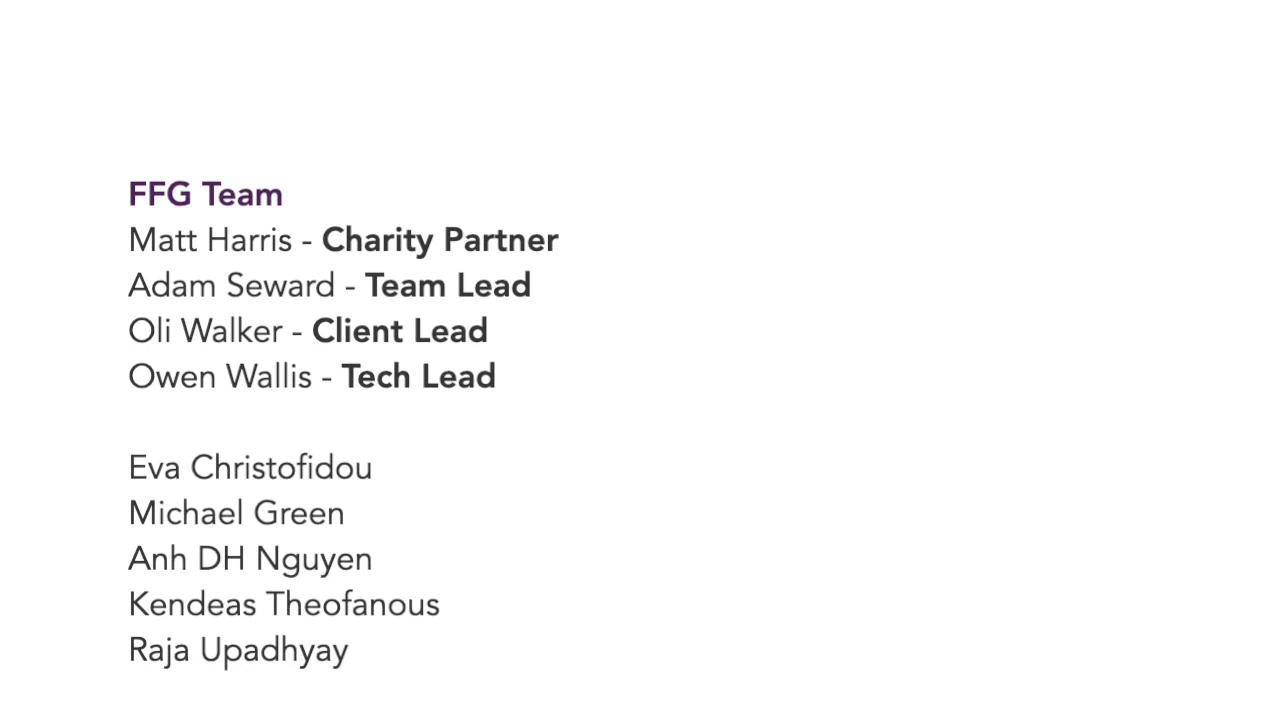 FFG Team
Matt Harris - Charity Partner
Adam Seward - Team Lead
Oli Walker - Client Lead
Owen Wallis - Tech Lead
Eva Christofidou
Michael Green
Anh DH Nguyen
Kendeas Theofanous
Raja Upadhyay